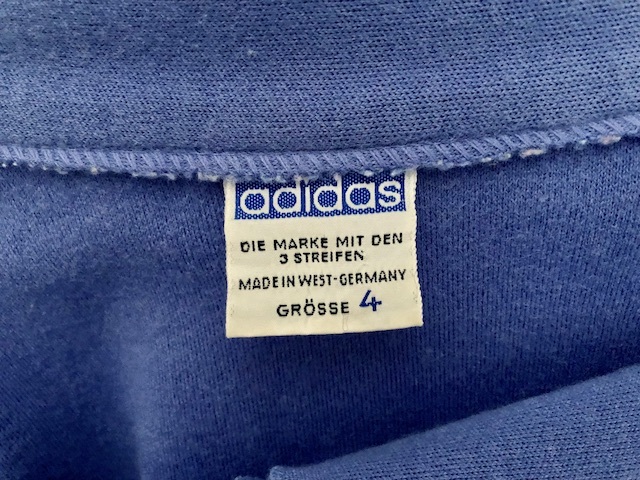 adidas
DIE MARKE MIT DEN
3 STREIFEN
MADE IN WEST-GERMANY
GRÖSSE 4